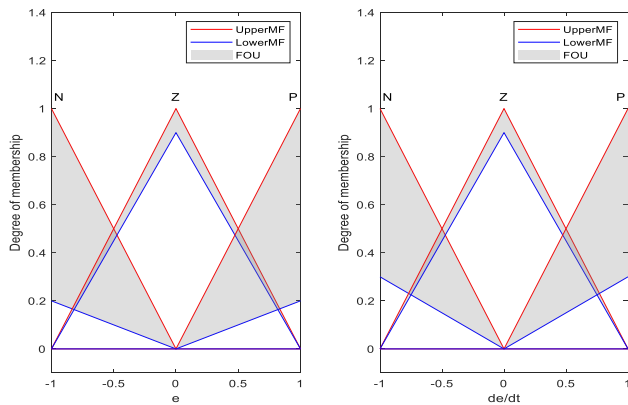 1.4
1.2
1
0.8
0.6
0.4
0.2
0
Degree of membership
N
Z
P
UpperMF
LowerMF
FOU
-1
-0.5
0
0.5
1
e
1.4
1.2
1
0.8
0.6
0.4
0.2
0
Degree of membership
N
Z
P
UpperMF
LowerMF
FOU
-1
-0.5
0
0.5
1
de/dt